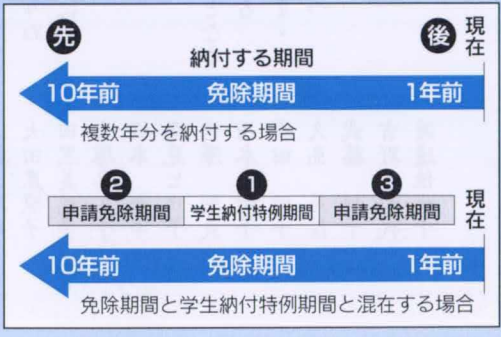 先 納付する期間 後 現在
10年前 免除期間 1年前
複数年分を納付する場合
2 1 3
申請免除期間 学生納付特例期間 申請免除期間 現在
10年前 免除期間 1年前
免除期間と学生納付特例期間と混在する場合